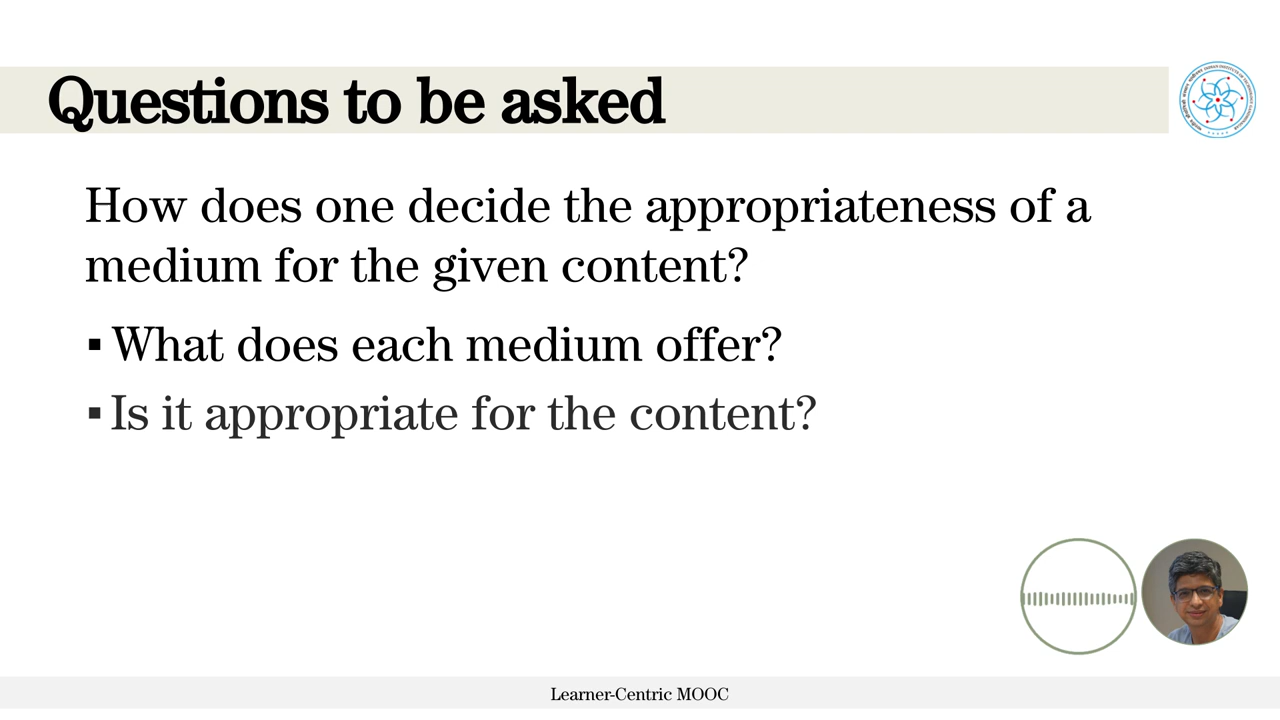 Questions to be asked
How does one decide the appropriateness of a
medium for the given content?
▪ What does each medium offer?
▪ Is it appropriate for the content?
Learner-Centric MOOC